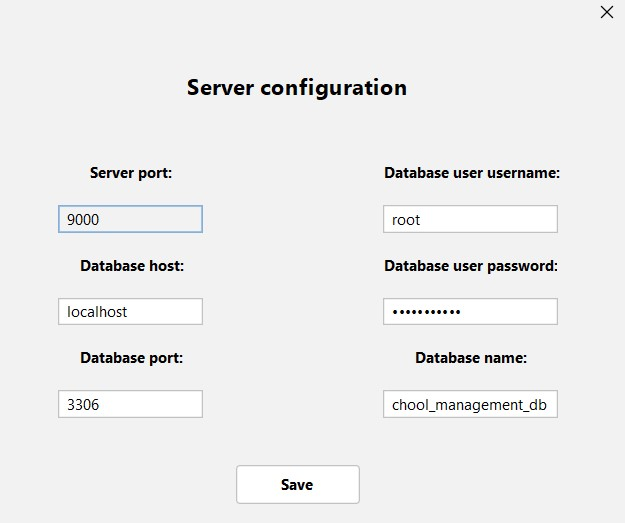 Server configuration
Server port:
9000
Database host:
localhost
Database port:
3306
Database user username:
root
Database user password:
•••••••••••
Database name:
chool_management_db
Save